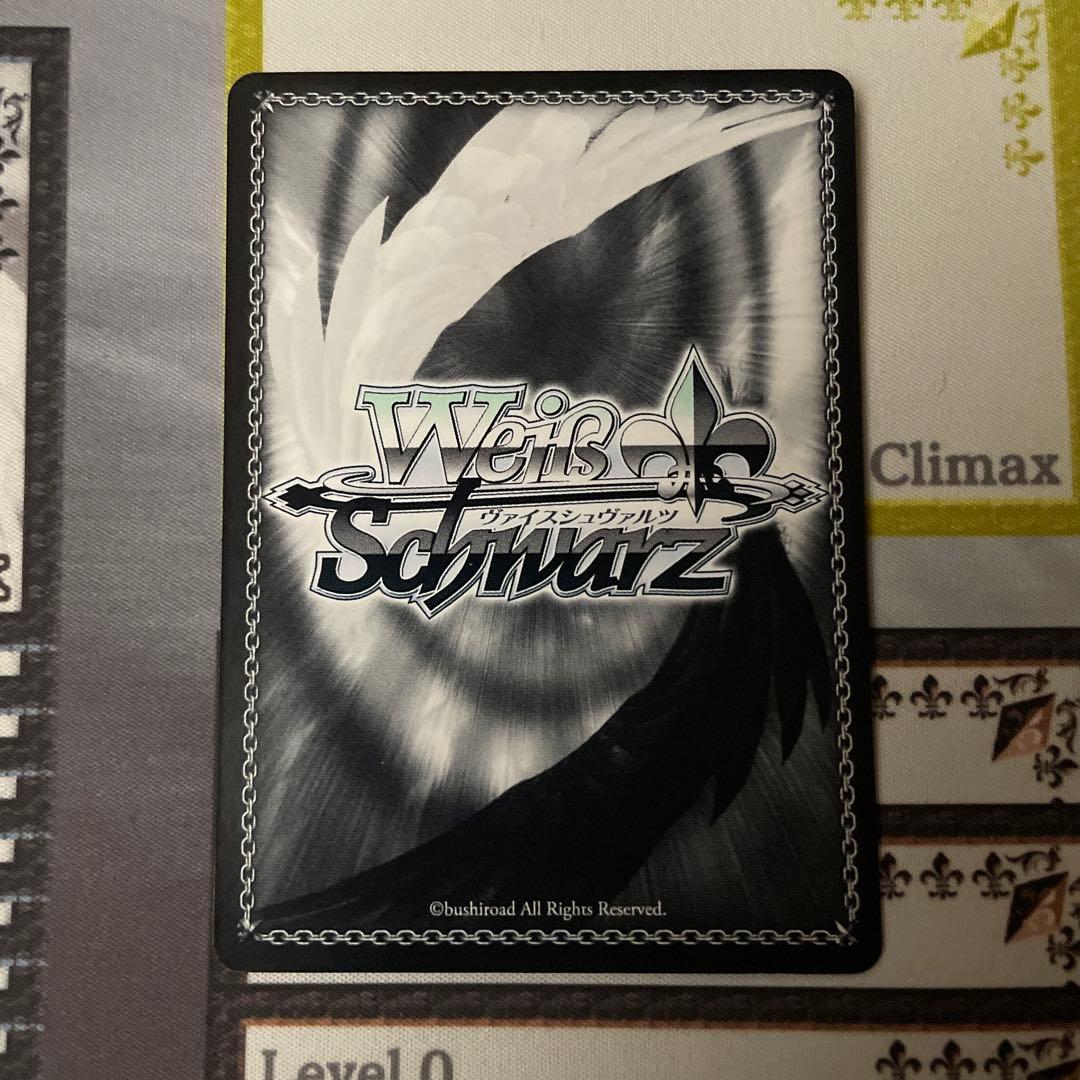 Weiß
ヴァイスシュヴァルツ
Schwarz
Climax
©bushiroad All Rights Reserved.
Level 0